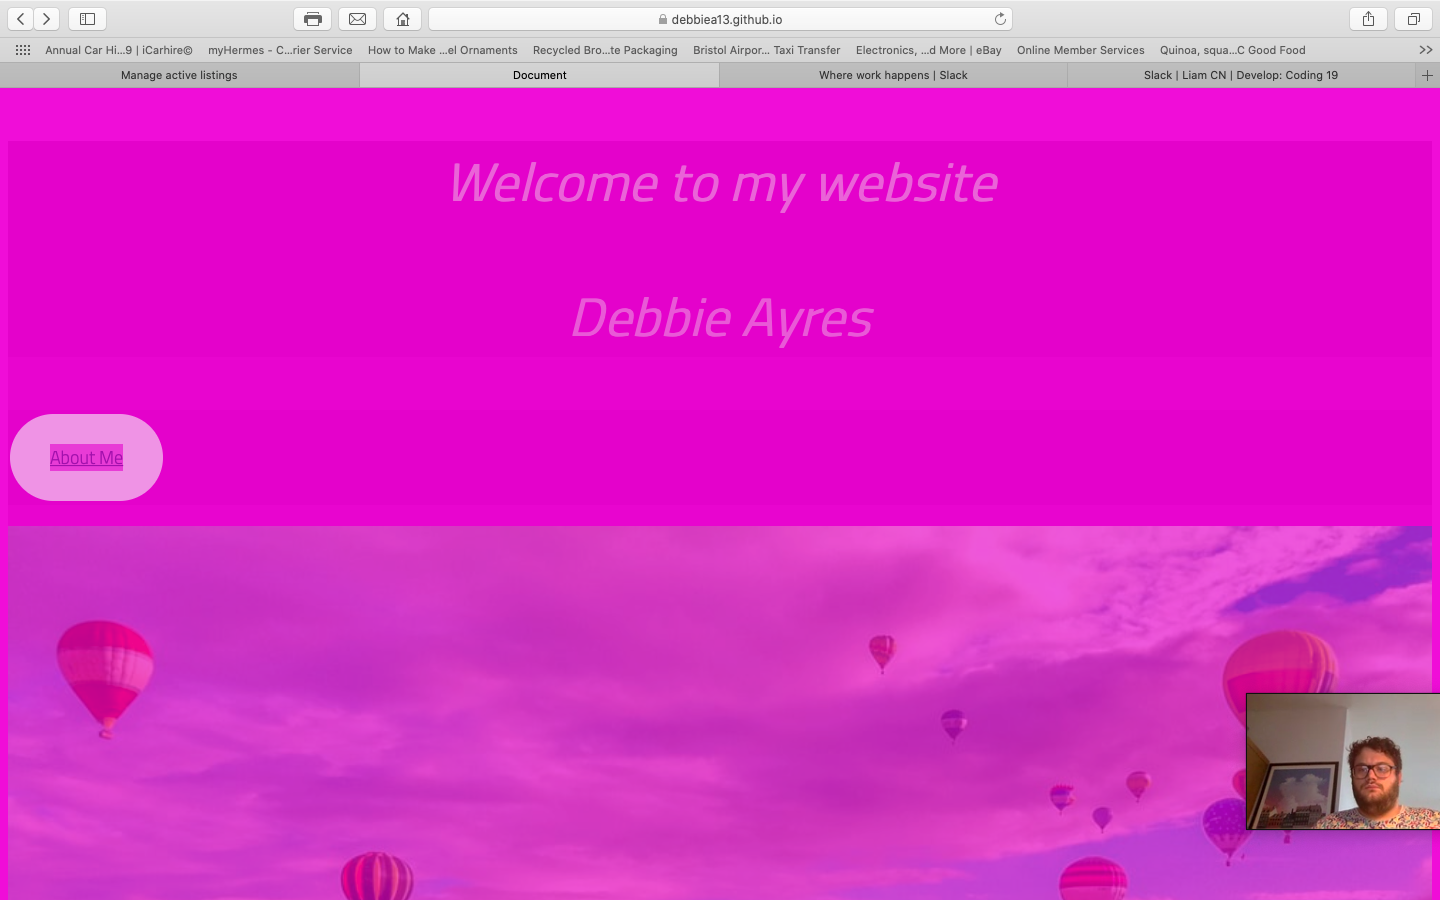 debbiea13.github.io
Annual Car Hi...9 | iCarhire©
myHermes - C...rier Service
How to Make ...el Ornaments
Recycled Bro...te Packaging
Bristol Airpor... Taxi Transfer
Electronics, ...d More | eBay
Online Member Services
Quinoa, squa...C Good Food
Manage active listings
Document
Where work happens | Slack
Slack | Liam CN | Develop: Coding 19
Welcome to my website
Debbie Ayres
About Me